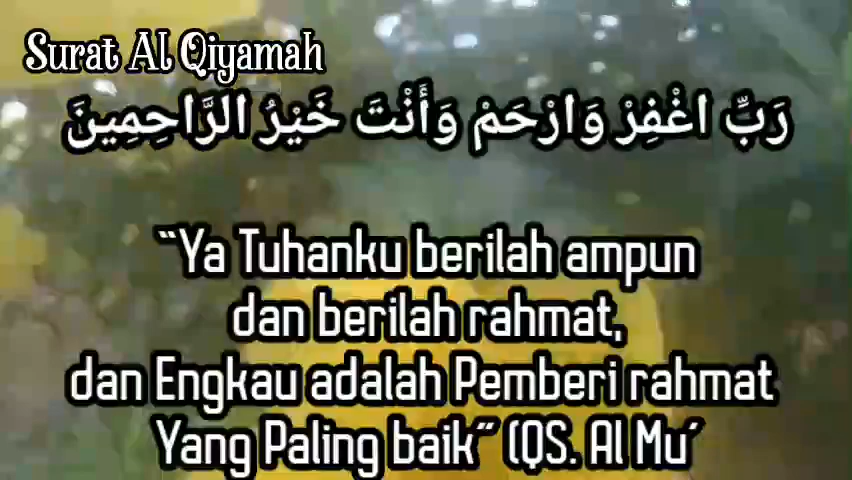 Surat Al Qiyamah
رَبِّ اغْفِرْ وَارْحَمْ وَأَنْتَ خَيْرُ الرَّاحِمِينَ
“Ya Tuhanku berilah ampun
dan berilah rahmat,
dan Engkau adalah Pemberi rahmat
Yang Paling baik” (QS. Al Mu’